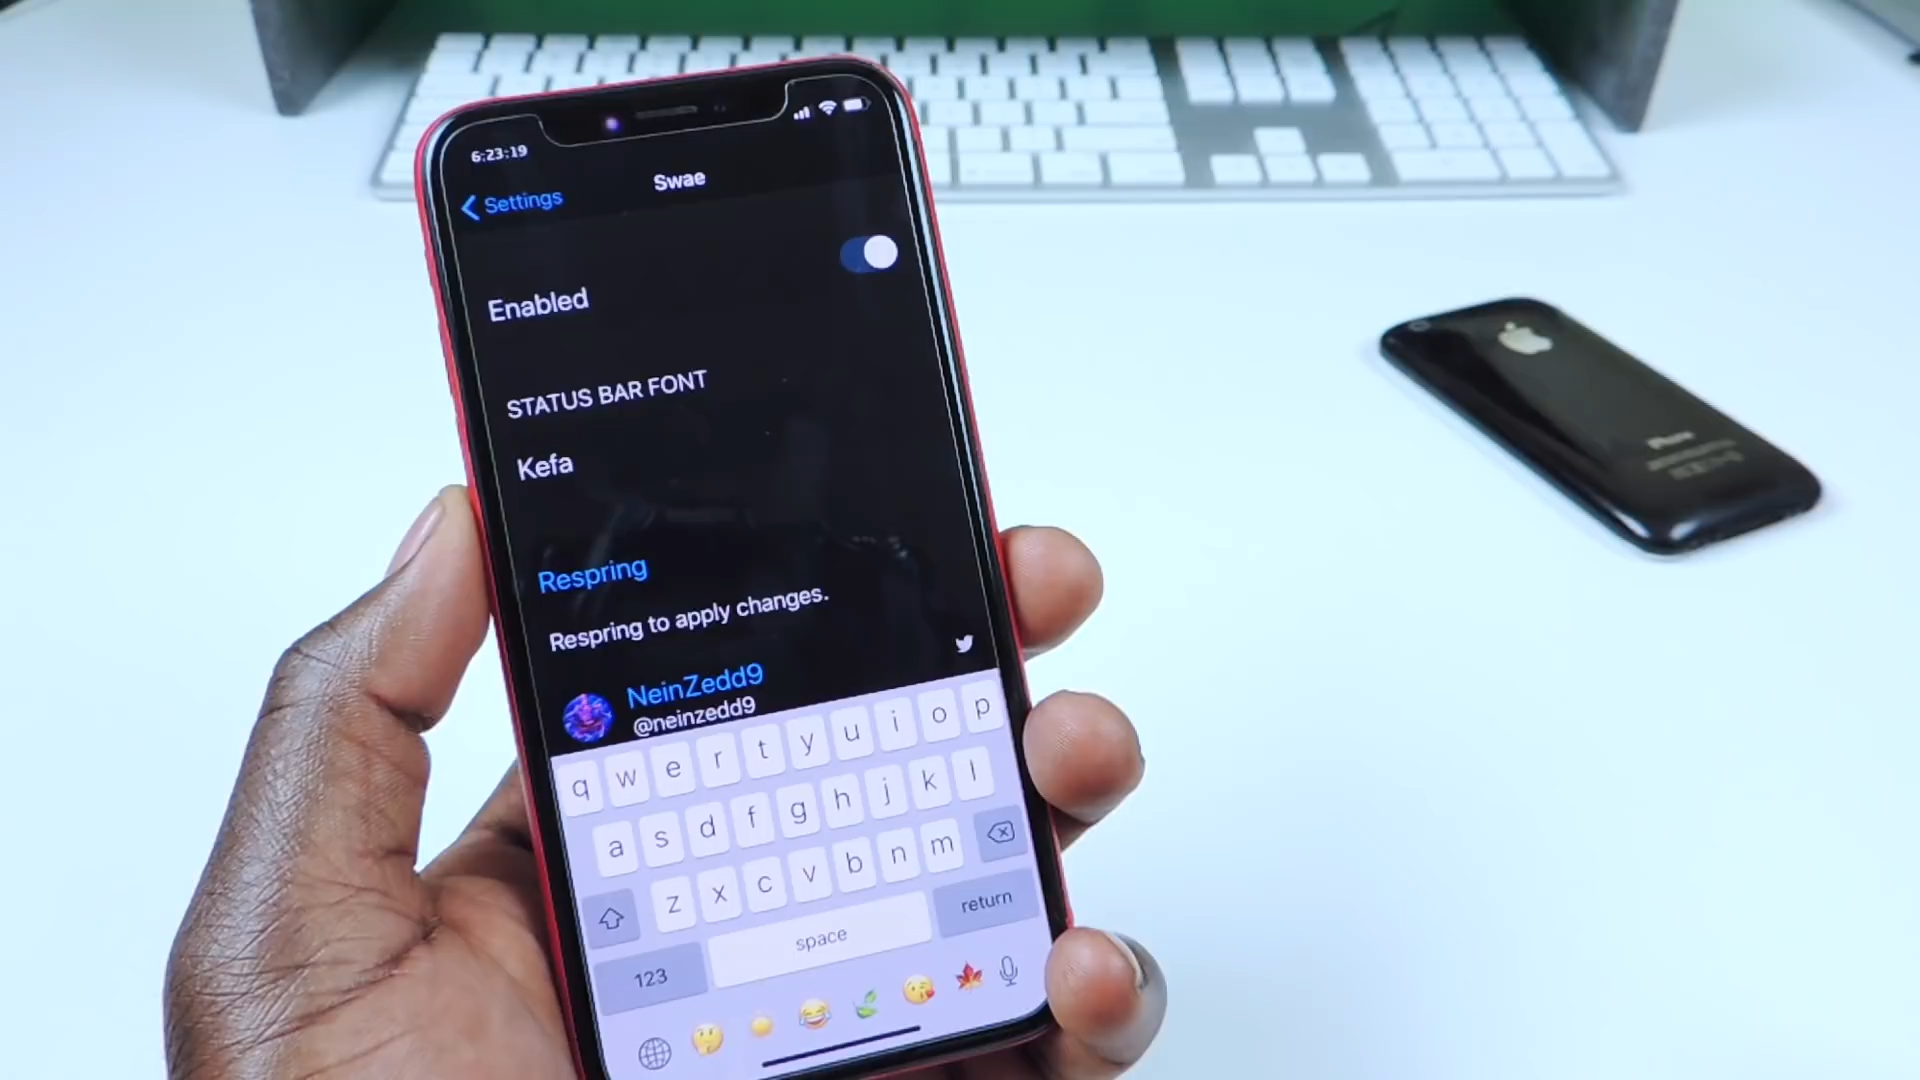 6:23:19
Settings
Swae
Enabled
STATUS BAR FONT
Kefa
Respring
Respring to apply changes.
NeinZedd9
@neinzedd9
q w e r t y u i o p
a s d f g h j k l
z x c v b n m
123 space return
iPhone